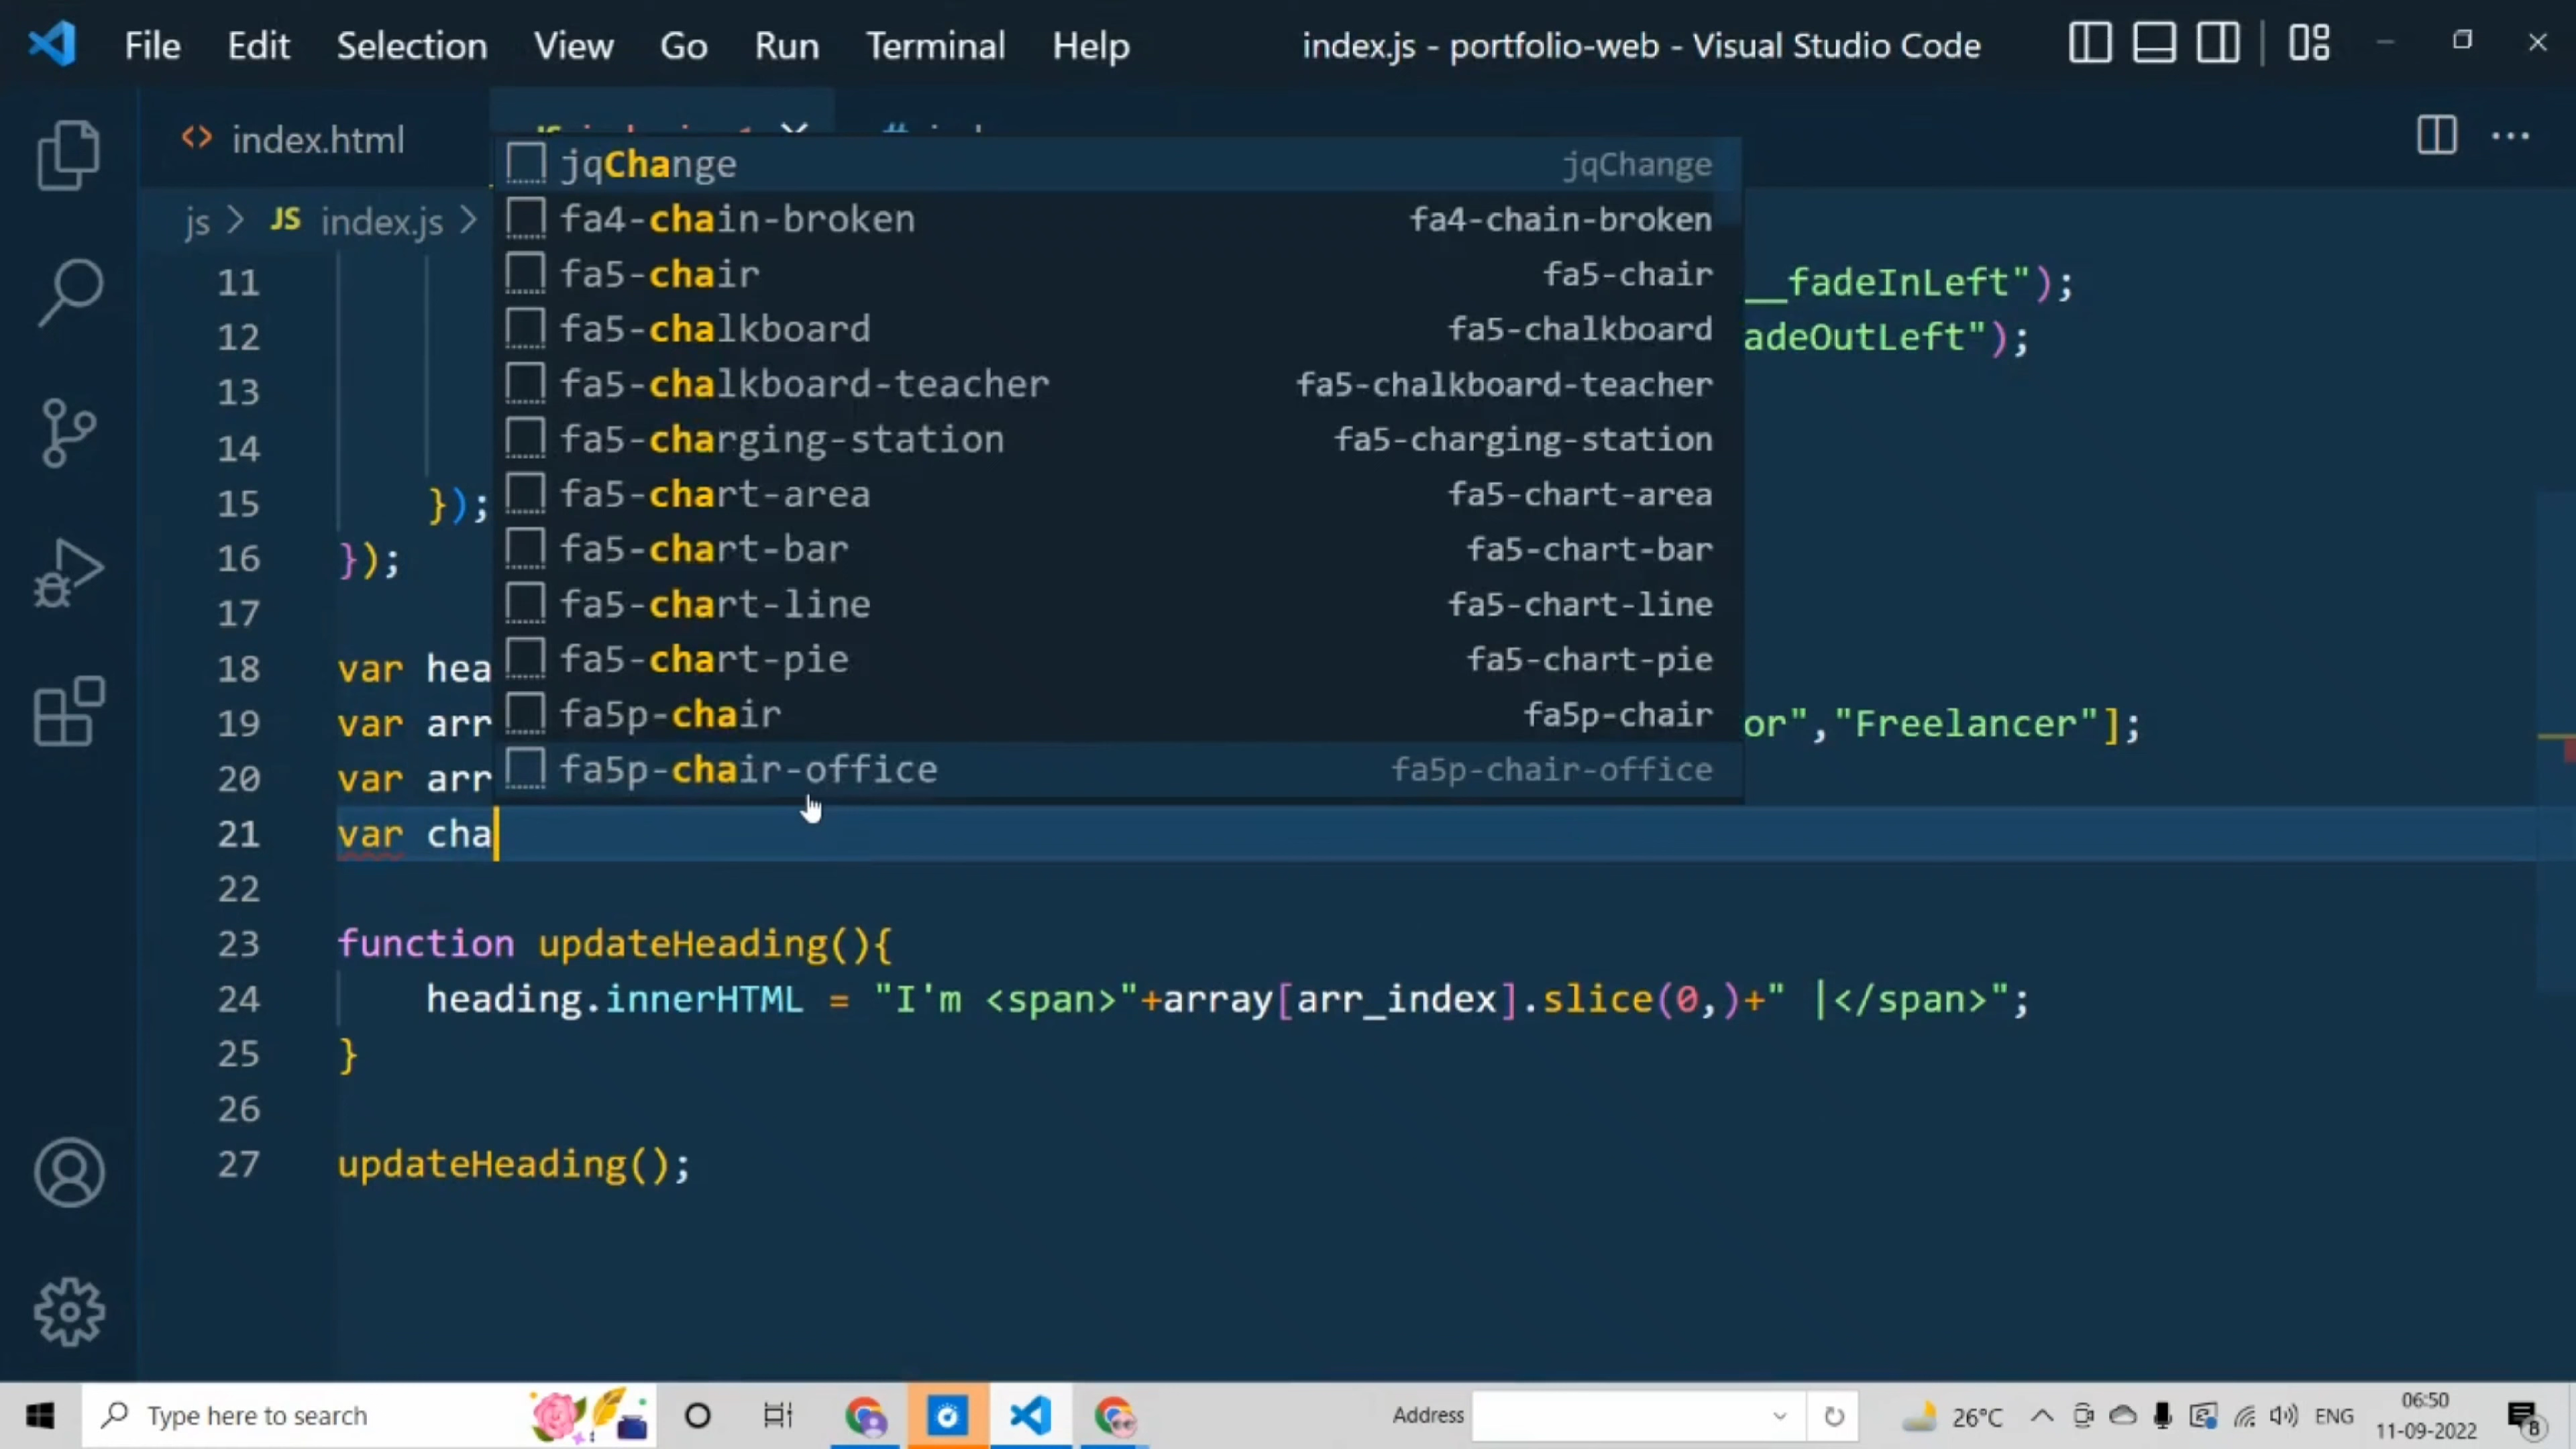 File Edit Selection View Go Run Terminal Help index.js - portfolio-web - Visual Studio Code
index.html
js > JS index.js >
jqChange jqChange
fa4-chain-broken fa4-chain-broken
fa5-chair fa5-chair
fa5-chalkboard fa5-chalkboard
fa5-chalkboard-teacher fa5-chalkboard-teacher
fa5-charging-station fa5-charging-station
fa5-chart-area fa5-chart-area
fa5-chart-bar fa5-chart-bar
fa5-chart-line fa5-chart-line
fa5-chart-pie fa5-chart-pie
fa5p-chair fa5p-chair
fa5p-chair-office fa5p-chair-office
11 __fadeInLeft");
12 adeOutLeft");
13
14
15 });
16 });
17
18 var hea
19 var arr or","Freelancer"];
20 var arr
21 var cha
22
23 function updateHeading(){
24 heading.innerHTML = "I'm <span>"+array[arr_index].slice(0,)+" |</span>";
25 }
26
27 updateHeading();
Type here to search Address 26°C ENG 06:50
11-09-2022 8